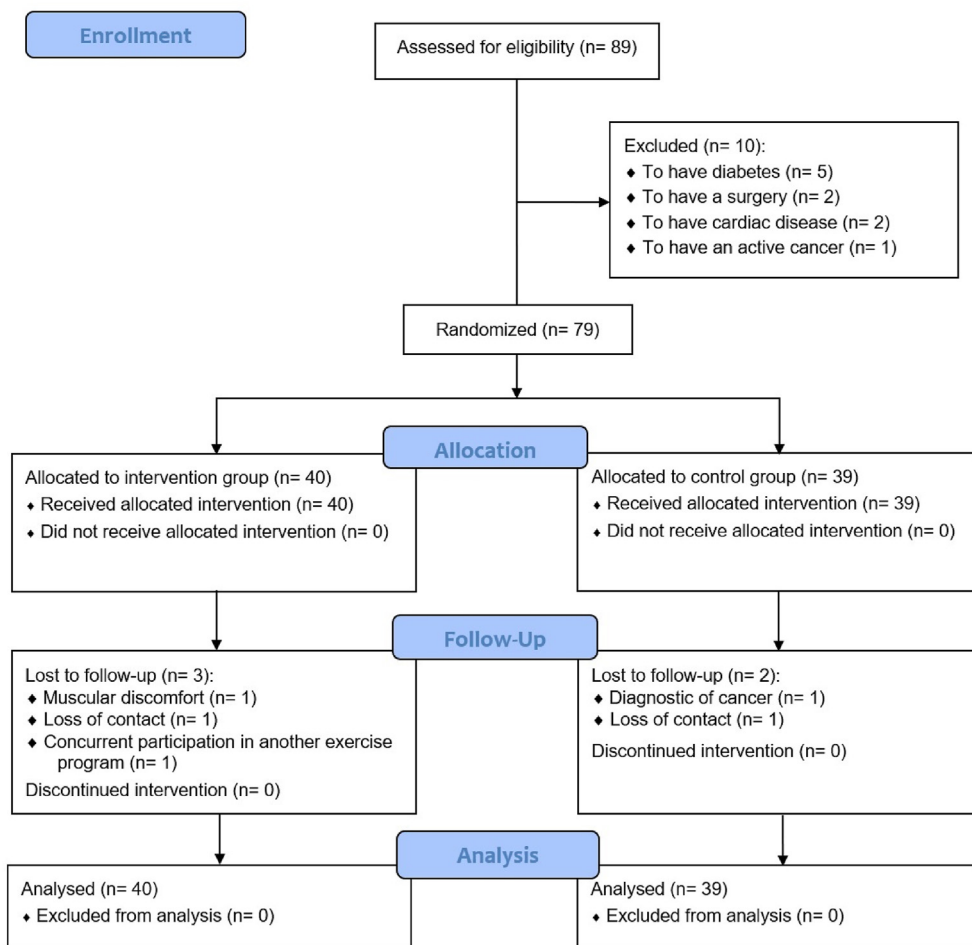 Enrollment
Assessed for eligibility (n= 89)
Excluded (n= 10):
♦ To have diabetes (n= 5)
♦ To have a surgery (n= 2)
♦ To have cardiac disease (n= 2)
♦ To have an active cancer (n= 1)
Randomized (n= 79)
Allocation
Allocated to intervention group (n= 40)
♦ Received allocated intervention (n= 40)
♦ Did not receive allocated intervention (n= 0)
Allocated to control group (n= 39)
♦ Received allocated intervention (n= 39)
♦ Did not receive allocated intervention (n= 0)
Follow-Up
Lost to follow-up (n= 3):
♦ Muscular discomfort (n= 1)
♦ Loss of contact (n= 1)
♦ Concurrent participation in another exercise
program (n= 1)
Discontinued intervention (n= 0)
Lost to follow-up (n= 2):
♦ Diagnostic of cancer (n= 1)
♦ Loss of contact (n= 1)
Discontinued intervention (n= 0)
Analysis
Analysed (n= 40)
♦ Excluded from analysis (n= 0)
Analysed (n= 39)
♦ Excluded from analysis (n= 0)